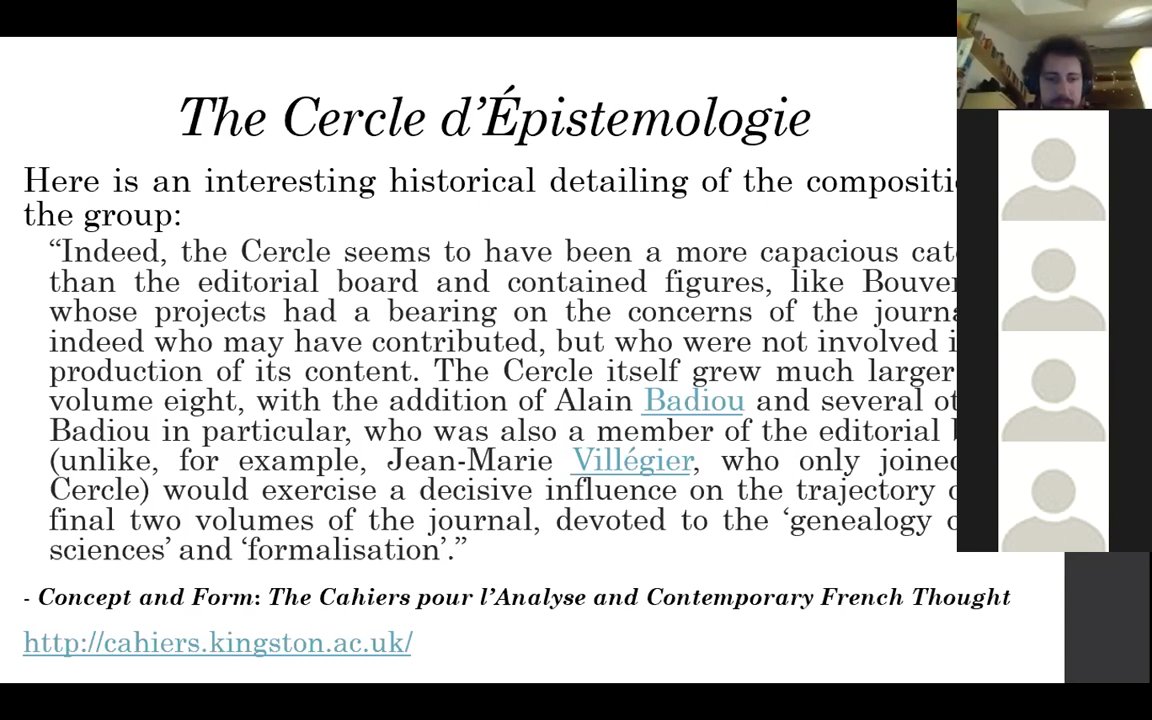 The Cercle d’Épistemologie
Here is an interesting historical detailing of the
the group:
“Indeed, the Cercle seems to have been a more capacious
than the editorial board and contained figures, like
whose projects had a bearing on the concerns of the
indeed who may have contributed, but who were not involved
production of its content. The Cercle itself grew much larger
volume eight, with the addition of Alain Badiou and several
Badiou in particular, who was also a member of the editorial
(unlike, for example, Jean-Marie Villégier, who only
Cercle) would exercise a decisive influence on the trajectory
final two volumes of the journal, devoted to the ‘genealogy
sciences’ and ‘formalisation’.”
- Concept and Form: The Cahiers pour l’Analyse and Contemporary French Thought
http://cahiers.kingston.ac.uk/